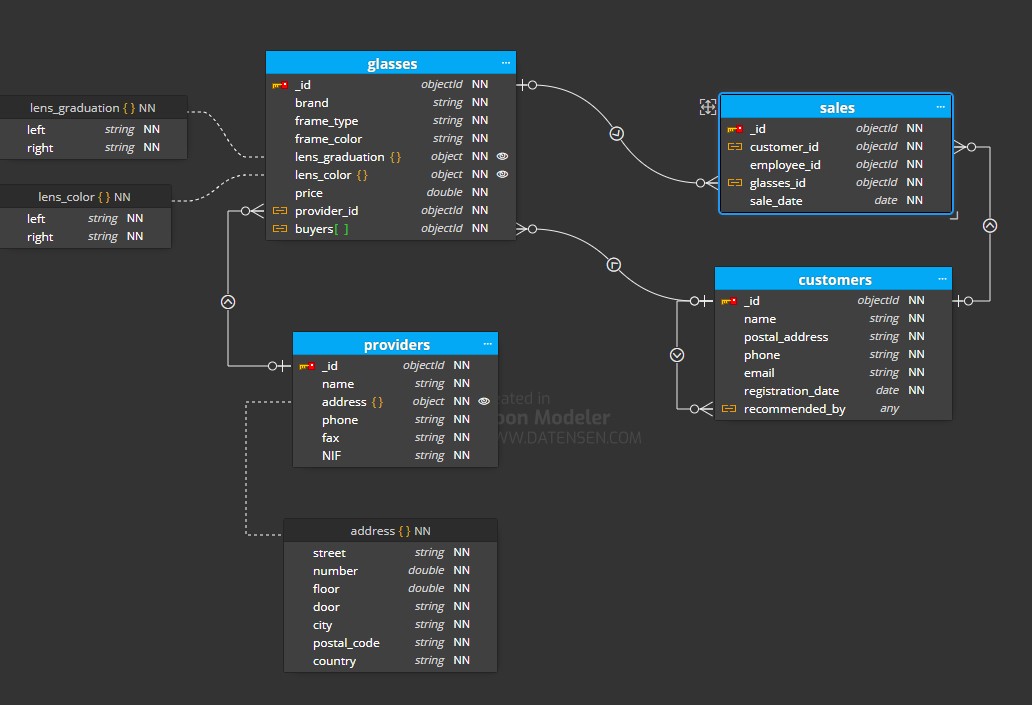 lens_graduation { } NN
left string NN
right string NN
lens_color { } NN
left string NN
right string NN
glasses ...
_id objectId NN
brand string NN
frame_type string NN
frame_color string NN
lens_graduation { } object NN
lens_color { } object NN
price double NN
provider_id objectId NN
buyers[ ] objectId NN
sales ...
_id objectId NN
customer_id objectId NN
employee_id objectId NN
glasses_id objectId NN
sale_date date NN
customers ...
_id objectId NN
name string NN
postal_address string NN
phone string NN
email string NN
registration_date date NN
recommended_by any
providers ...
_id objectId NN
name string NN
address { } object NN
phone string NN
fax string NN
NIF string NN
in
Modeler
WWW.DATENSEN.COM
address { } NN
street string NN
number double NN
floor double NN
door string NN
city string NN
postal_code string NN
country string NN